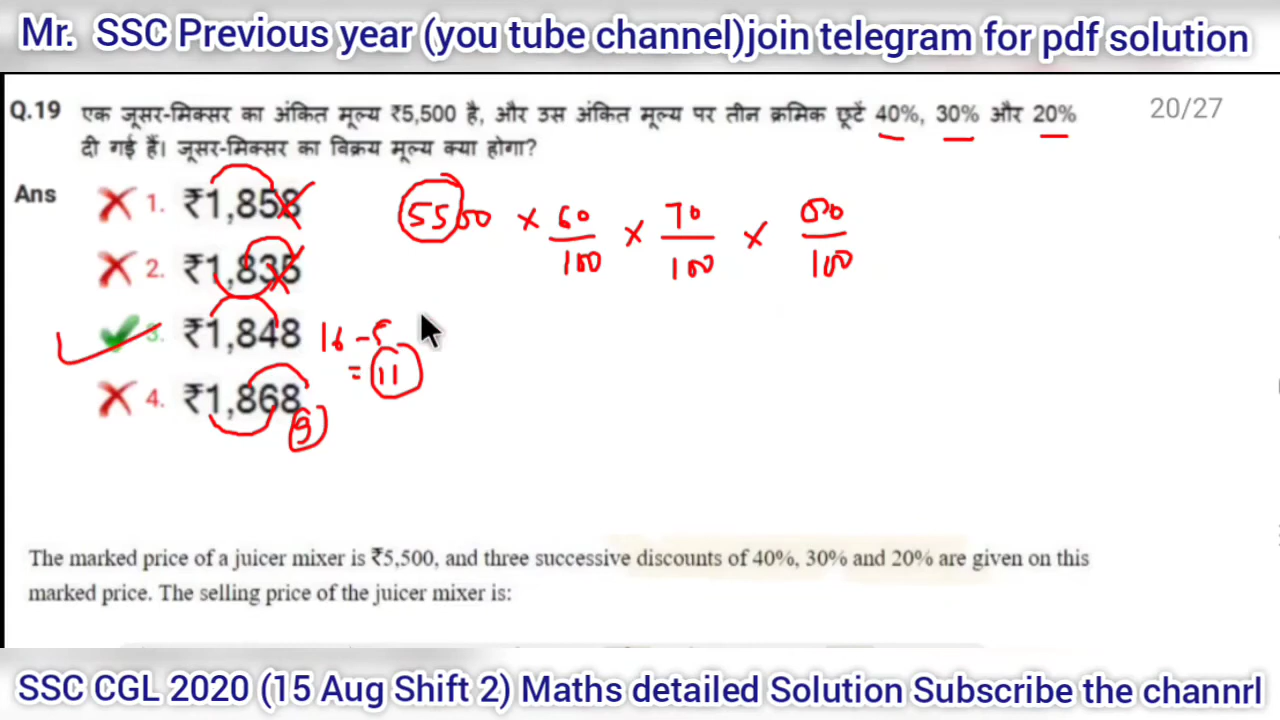 Mr. SSC Previous year (you tube channel)join telegram for pdf solution
Q.19 एक जूसर-मिक्सर का अंकित मूल्य ₹5,500 है, और उस अंकित मूल्य पर तीन क्रमिक छूटें 40%, 30% और 20% 20/27
दी गई हैं। जूसर-मिक्सर का विक्रय मूल्य क्या होगा?
Ans
1. ₹1,858
5500 × 60/100 × 70/100 × 80/100
2. ₹1,835
3. ₹1,848 16-5
= 11
4. ₹1,868
9
The marked price of a juicer mixer is ₹5,500, and three successive discounts of 40%, 30% and 20% are given on this
marked price. The selling price of the juicer mixer is:
SSC CGL 2020 (15 Aug Shift 2) Maths detailed Solution Subscribe the channrl